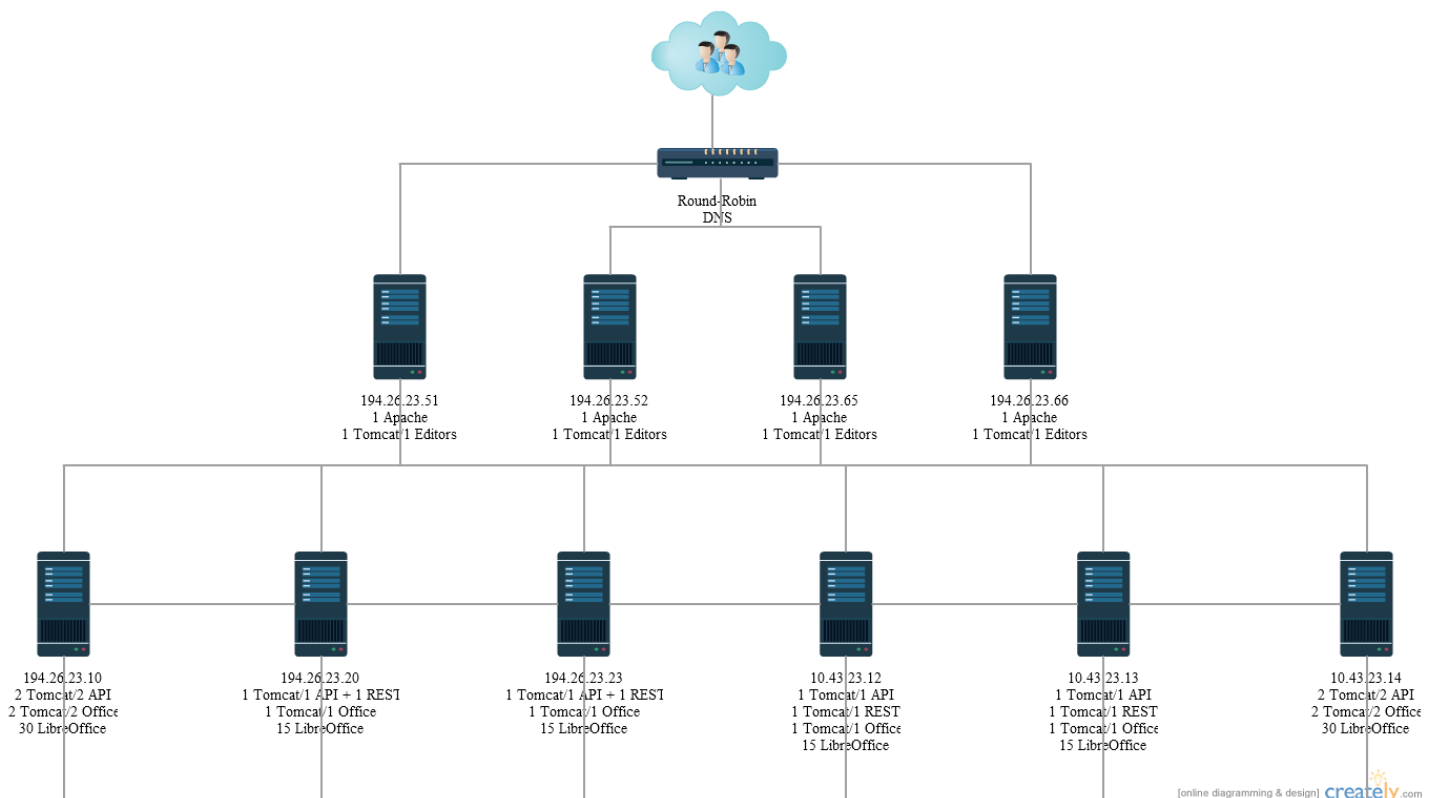 Round-Robin
DNS
194.26.23.51
1 Apache
1 Tomcat/1 Editors
194.26.23.52
1 Apache
1 Tomcat/1 Editors
194.26.23.65
1 Apache
1 Tomcat/1 Editors
194.26.23.66
1 Apache
1 Tomcat/1 Editors
194.26.23.10
2 Tomcat/2 API
2 Tomcat/2 Office
30 LibreOffice
194.26.23.20
1 Tomcat/1 API + 1 REST
1 Tomcat/1 Office
15 LibreOffice
194.26.23.23
1 Tomcat/1 API + 1 REST
1 Tomcat/1 Office
15 LibreOffice
10.43.23.12
1 Tomcat/1 API
1 Tomcat/1 REST
1 Tomcat/1 Office
15 LibreOffice
10.43.23.13
1 Tomcat/1 API
1 Tomcat/1 REST
1 Tomcat/1 Office
15 LibreOffice
10.43.23.14
2 Tomcat/2 API
2 Tomcat/2 Office
30 LibreOffice
[online diagramming & design] creately.com